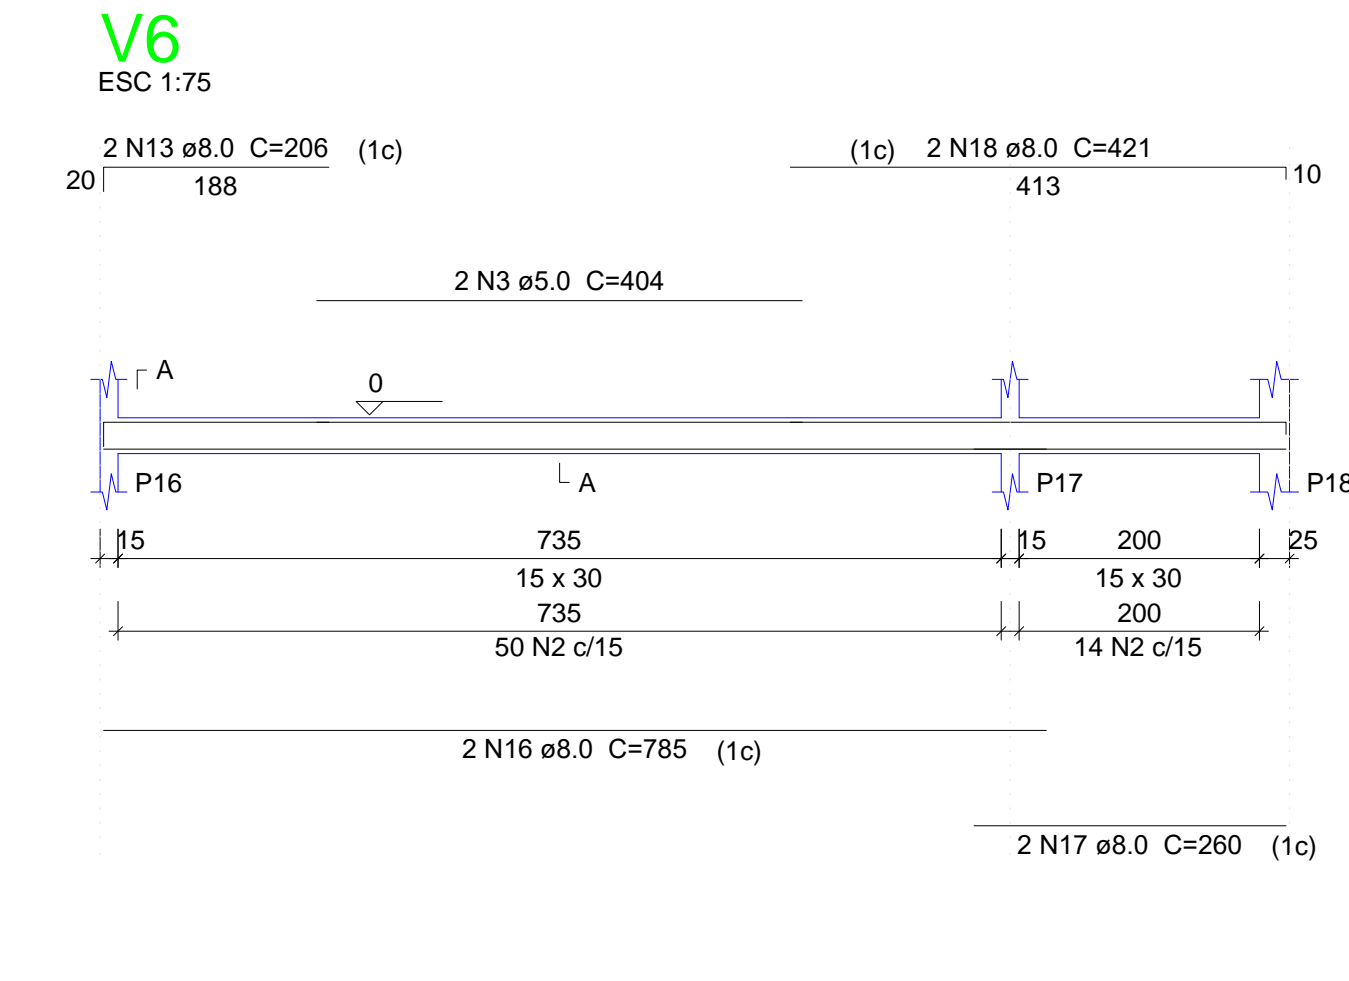 V6
ESC 1:75
2 N13 ø8.0 C=206 (1c)
20
188
(1c) 2 N18 ø8.0 C=421
10
413
2 N3 ø5.0 C=404
A
0
P16
A
P17
P18
15 735 15 200 25
15 x 30 15 x 30
735 200
50 N2 c/15 14 N2 c/15
2 N16 ø8.0 C=785 (1c)
2 N17 ø8.0 C=260 (1c)